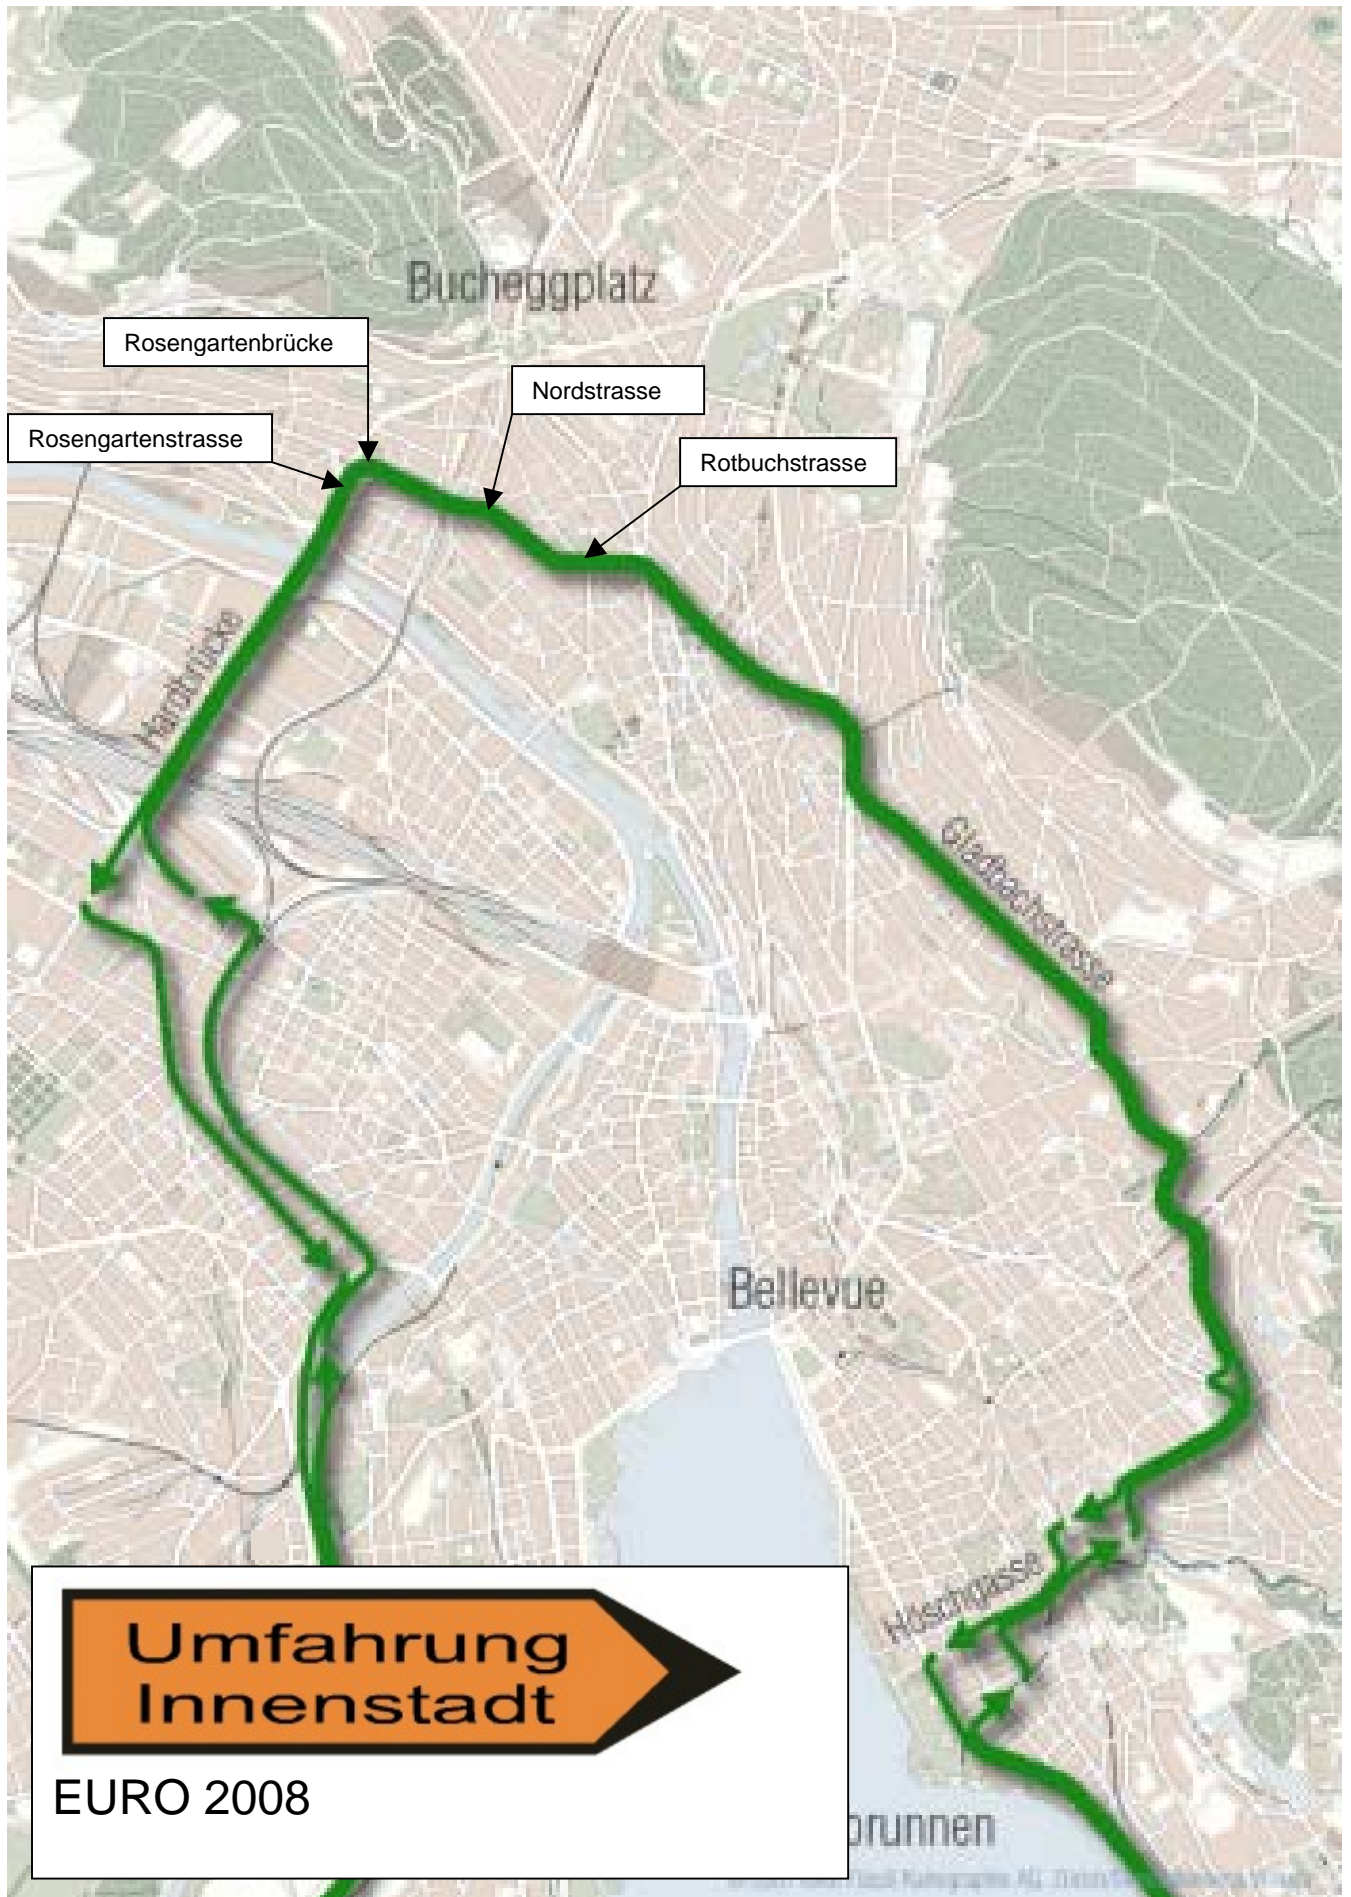 Bucheggplatz
Rosengartenbrücke
Nordstrasse
Rosengartenstrasse
Rotbuchstrasse
Hardbrücke
Gladbachstrasse
Bellevue
Höschgasse
Umfahrung
Innenstadt
EURO 2008
brunnen